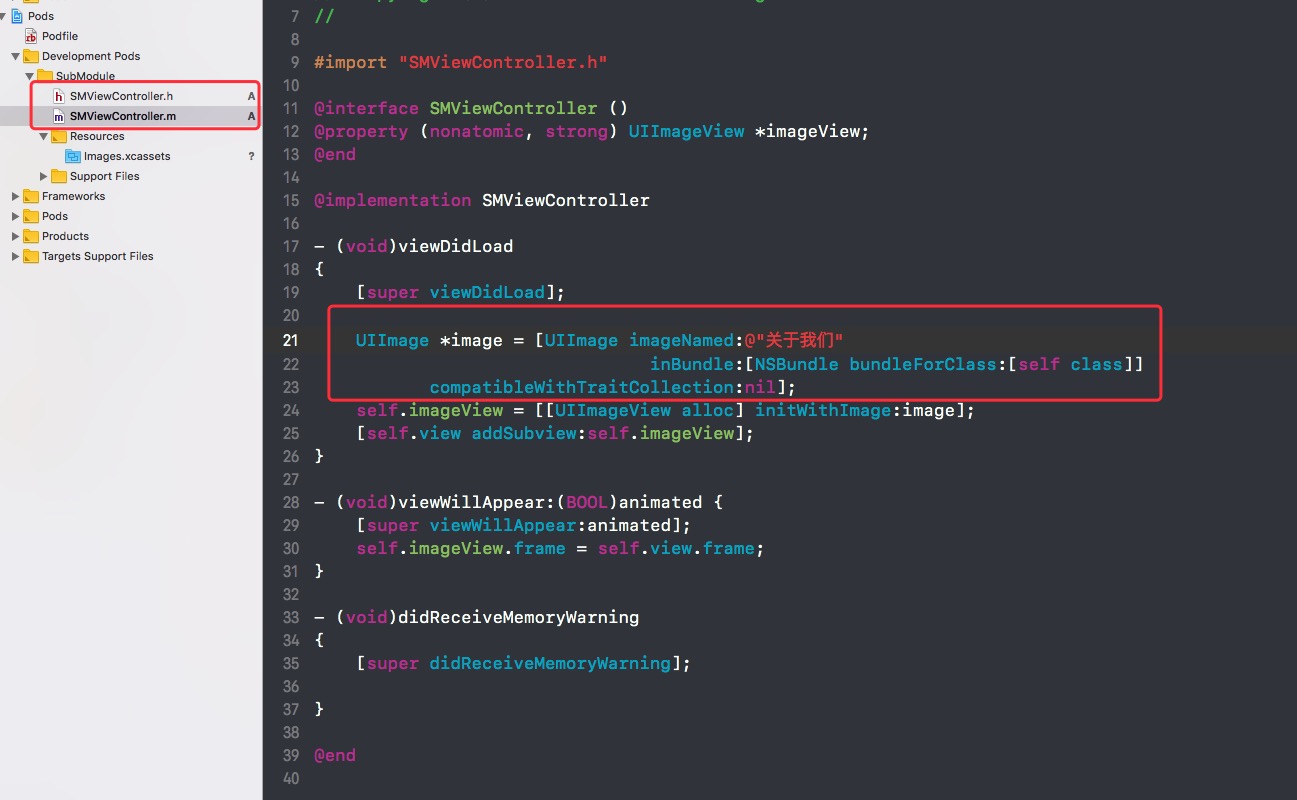 Pods
Podfile
Development Pods
SubModule
SMViewController.h A
SMViewController.m A
Resources
Images.xcassets ?
Support Files
Frameworks
Pods
Products
Targets Support Files
7 //
8
9 #import "SMViewController.h"
10
11 @interface SMViewController ()
12 @property (nonatomic, strong) UIImageView *imageView;
13 @end
14
15 @implementation SMViewController
16
17 - (void)viewDidLoad
18 {
19     [super viewDidLoad];
20
21     UIImage *image = [UIImage imageNamed:@"关于我们"
22                                 inBundle:[NSBundle bundleForClass:[self class]]
23            compatibleWithTraitCollection:nil];
24     self.imageView = [[UIImageView alloc] initWithImage:image];
25     [self.view addSubview:self.imageView];
26 }
27
28 - (void)viewWillAppear:(BOOL)animated {
29     [super viewWillAppear:animated];
30     self.imageView.frame = self.view.frame;
31 }
32
33 - (void)didReceiveMemoryWarning
34 {
35     [super didReceiveMemoryWarning];
36
37 }
38
39 @end
40